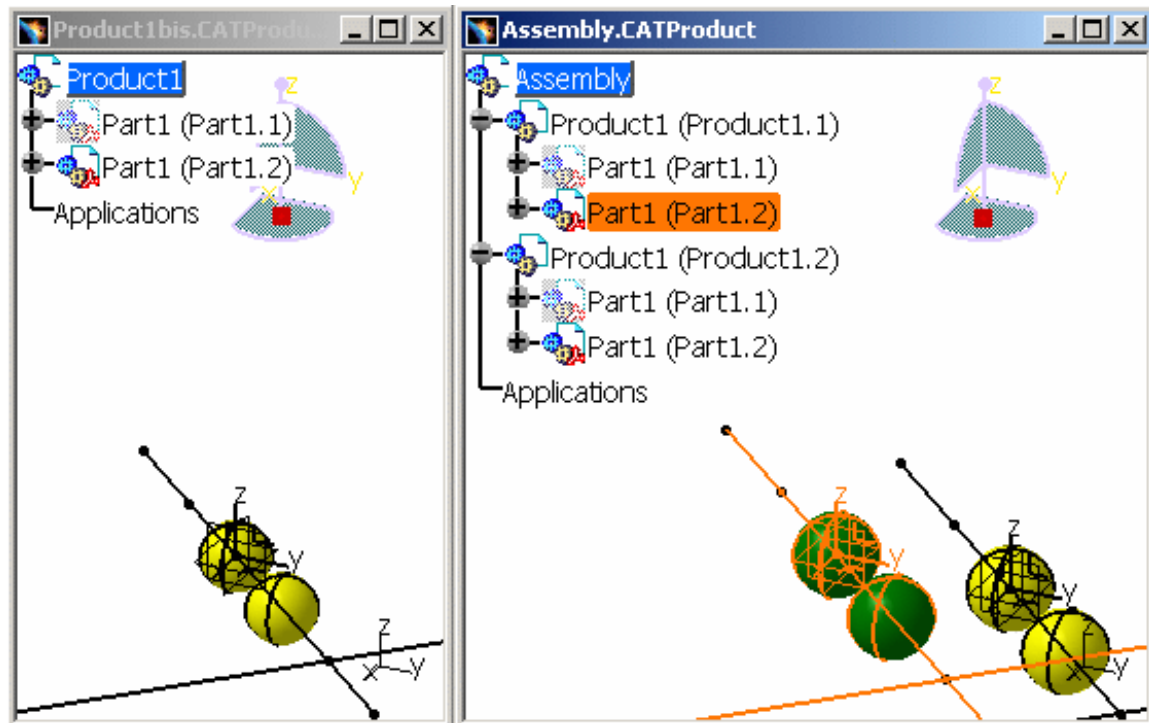 Product1bis.CATProdu...
Product1
z
Part1 (Part1.1)
Part1 (Part1.2)
x
y
Applications
z
y
z
x
y
Assembly.CATProduct
Assembly
z
Product1 (Product1.1)
Part1 (Part1.1)
x
y
Part1 (Part1.2)
Product1 (Product1.2)
Part1 (Part1.1)
Part1 (Part1.2)
Applications
z
y
z
y
z
x
y